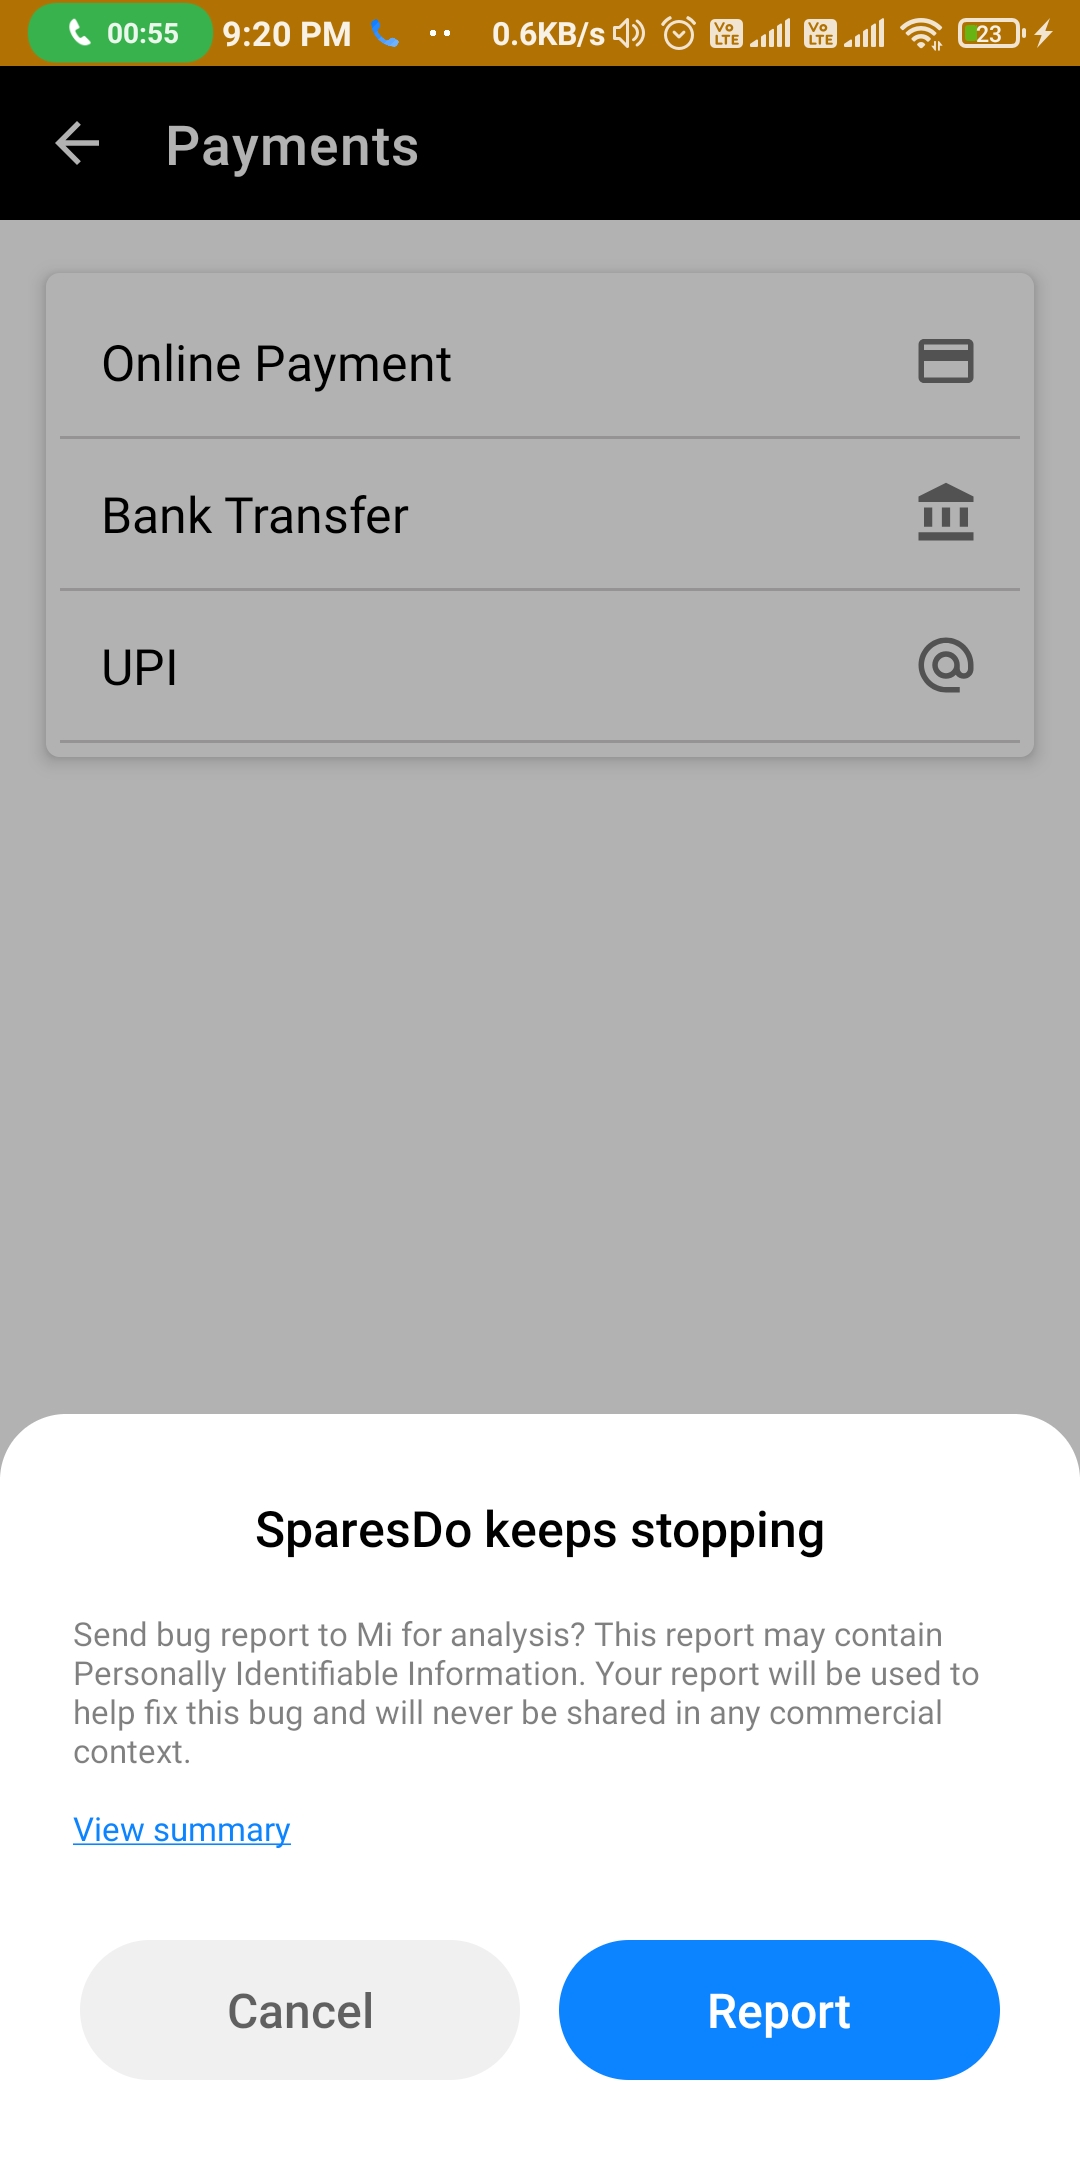 00:55 9:20 PM 0.6KB/s Vo LTE Vo LTE 23
Payments
Online Payment
Bank Transfer
UPI
SparesDo keeps stopping
Send bug report to Mi for analysis? This report may contain
Personally Identifiable Information. Your report will be used to
help fix this bug and will never be shared in any commercial
context.
View summary
Cancel Report